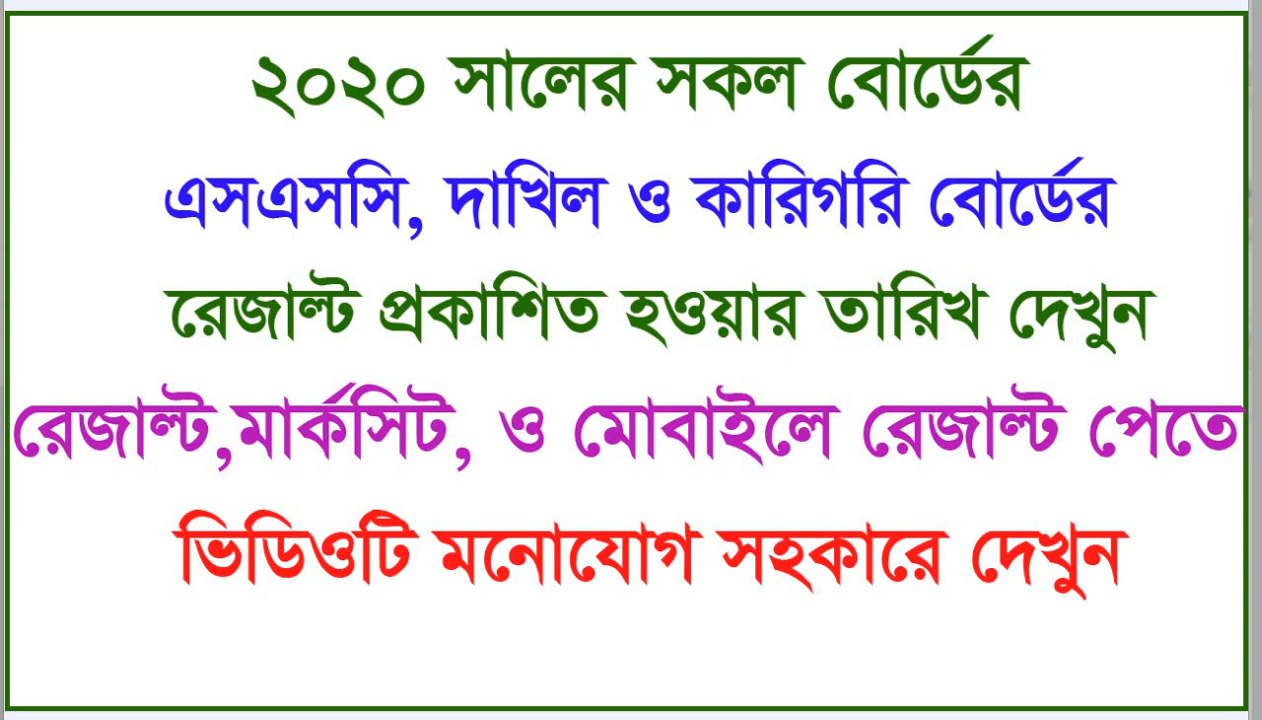 ২০২০ সালের সকল বোর্ডের
এসএসসি, দাখিল ও কারিগরি বোর্ডের
রেজাল্ট প্রকাশিত হওয়ার তারিখ দেখুন
রেজাল্ট,মার্কসিট, ও মোবাইলে রেজাল্ট পেতে
ভিডিওটি মনোযোগ সহকারে দেখুন